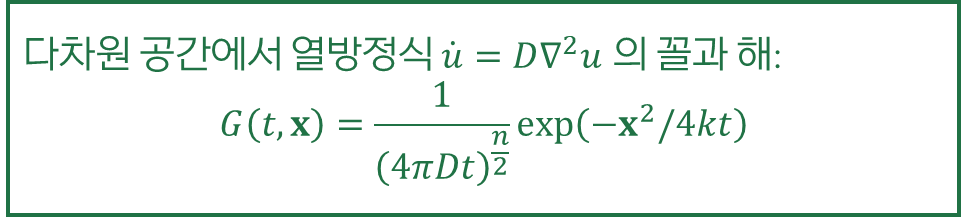 다차원 공간에서 열방정식 u̇ = D∇²u 의 꼴과 해:
G(t, 𝐱) = 1/(4πDt)^(n/2) exp(−𝐱²/4kt)